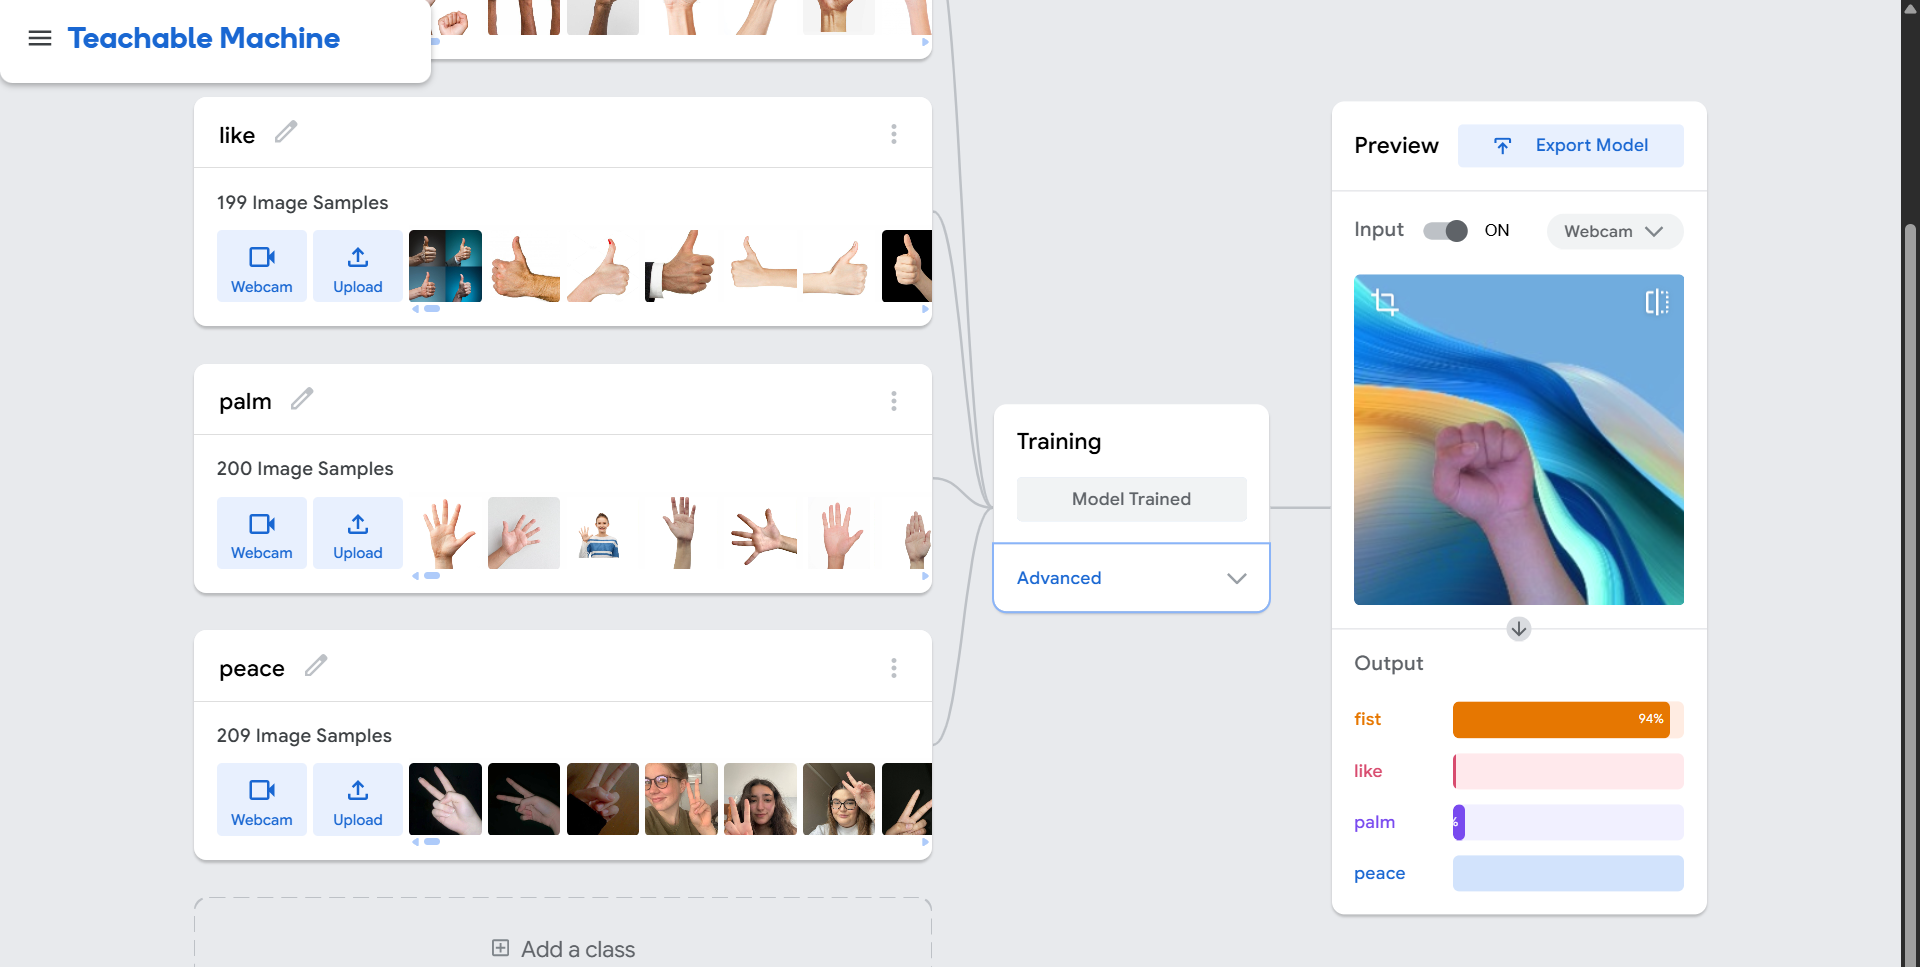 Teachable Machine
like
199 Image Samples
Webcam
Upload
palm
200 Image Samples
Webcam
Upload
peace
209 Image Samples
Webcam
Upload
Add a class
Training
Model Trained
Advanced
Preview
Export Model
Input
ON
Webcam
Output
fist
94%
like
palm
%
peace